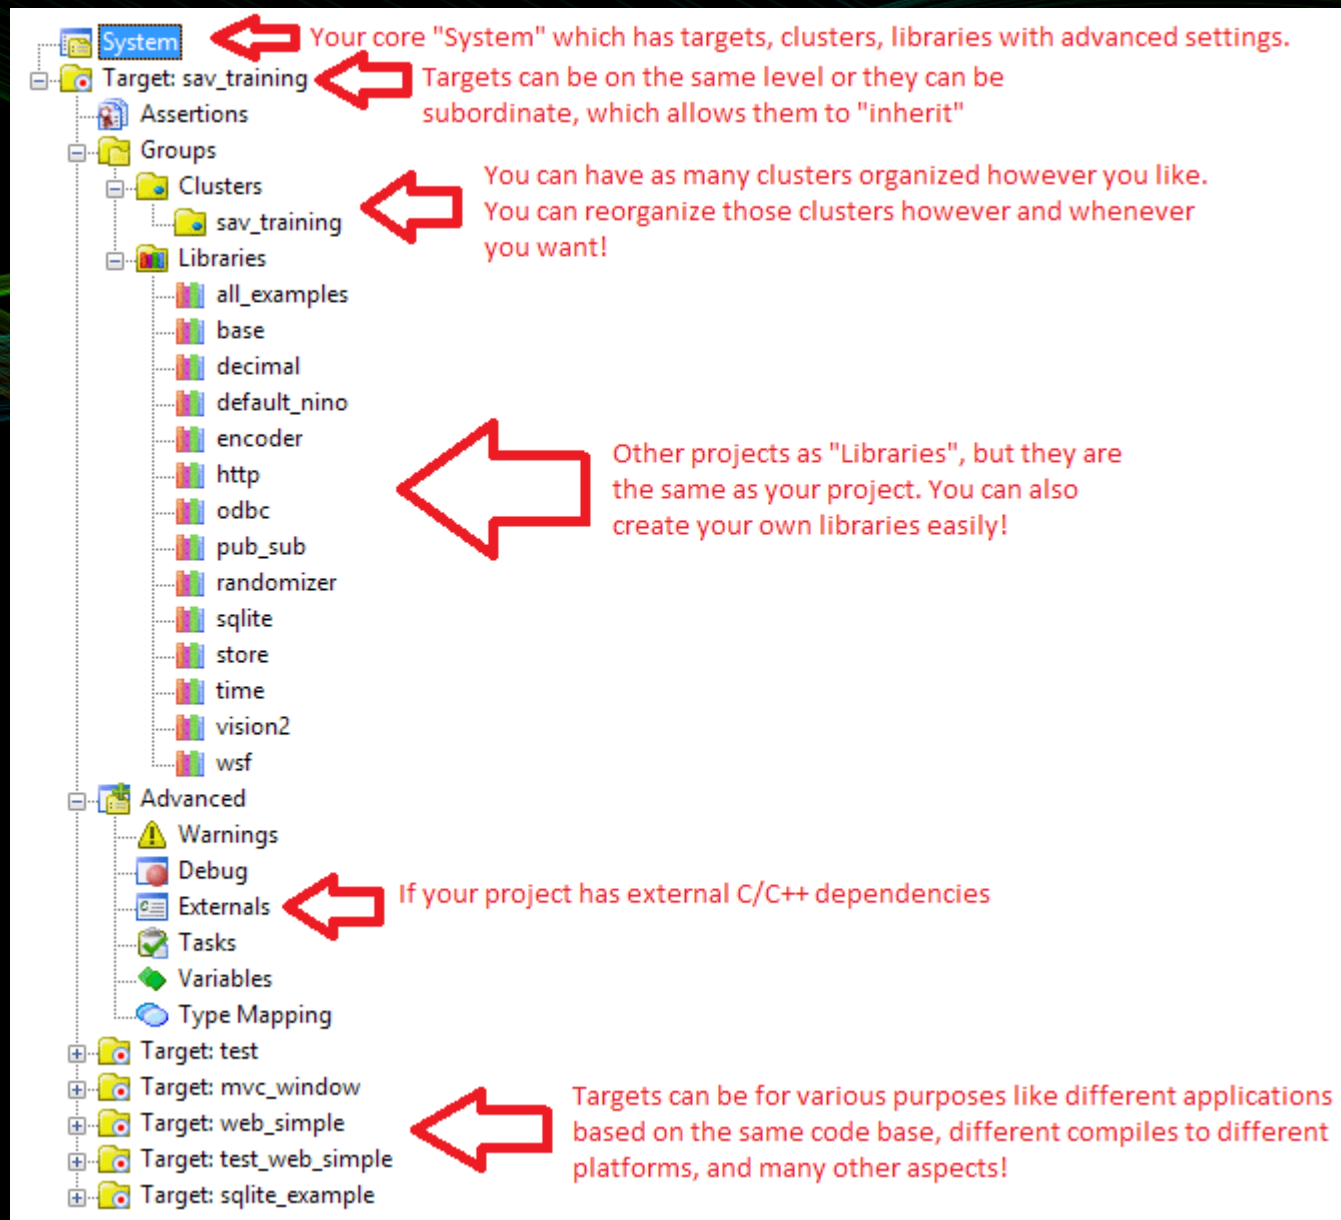 System
Your core "System" which has targets, clusters, libraries with advanced settings.
Target: sav_training
Targets can be on the same level or they can be
subordinate, which allows them to "inherit"
Assertions
Groups
Clusters
You can have as many clusters organized however you like.
You can reorganize those clusters however and whenever
you want!
sav_training
Libraries
all_examples
base
decimal
default_nino
encoder
http
odbc
pub_sub
randomizer
sqlite
store
time
vision2
wsf
Other projects as "Libraries", but they are
the same as your project. You can also
create your own libraries easily!
Advanced
Warnings
Debug
Externals
If your project has external C/C++ dependencies
Tasks
Variables
Type Mapping
Target: test
Target: mvc_window
Target: web_simple
Target: test_web_simple
Target: sqlite_example
Targets can be for various purposes like different applications
based on the same code base, different compiles to different
platforms, and many other aspects!